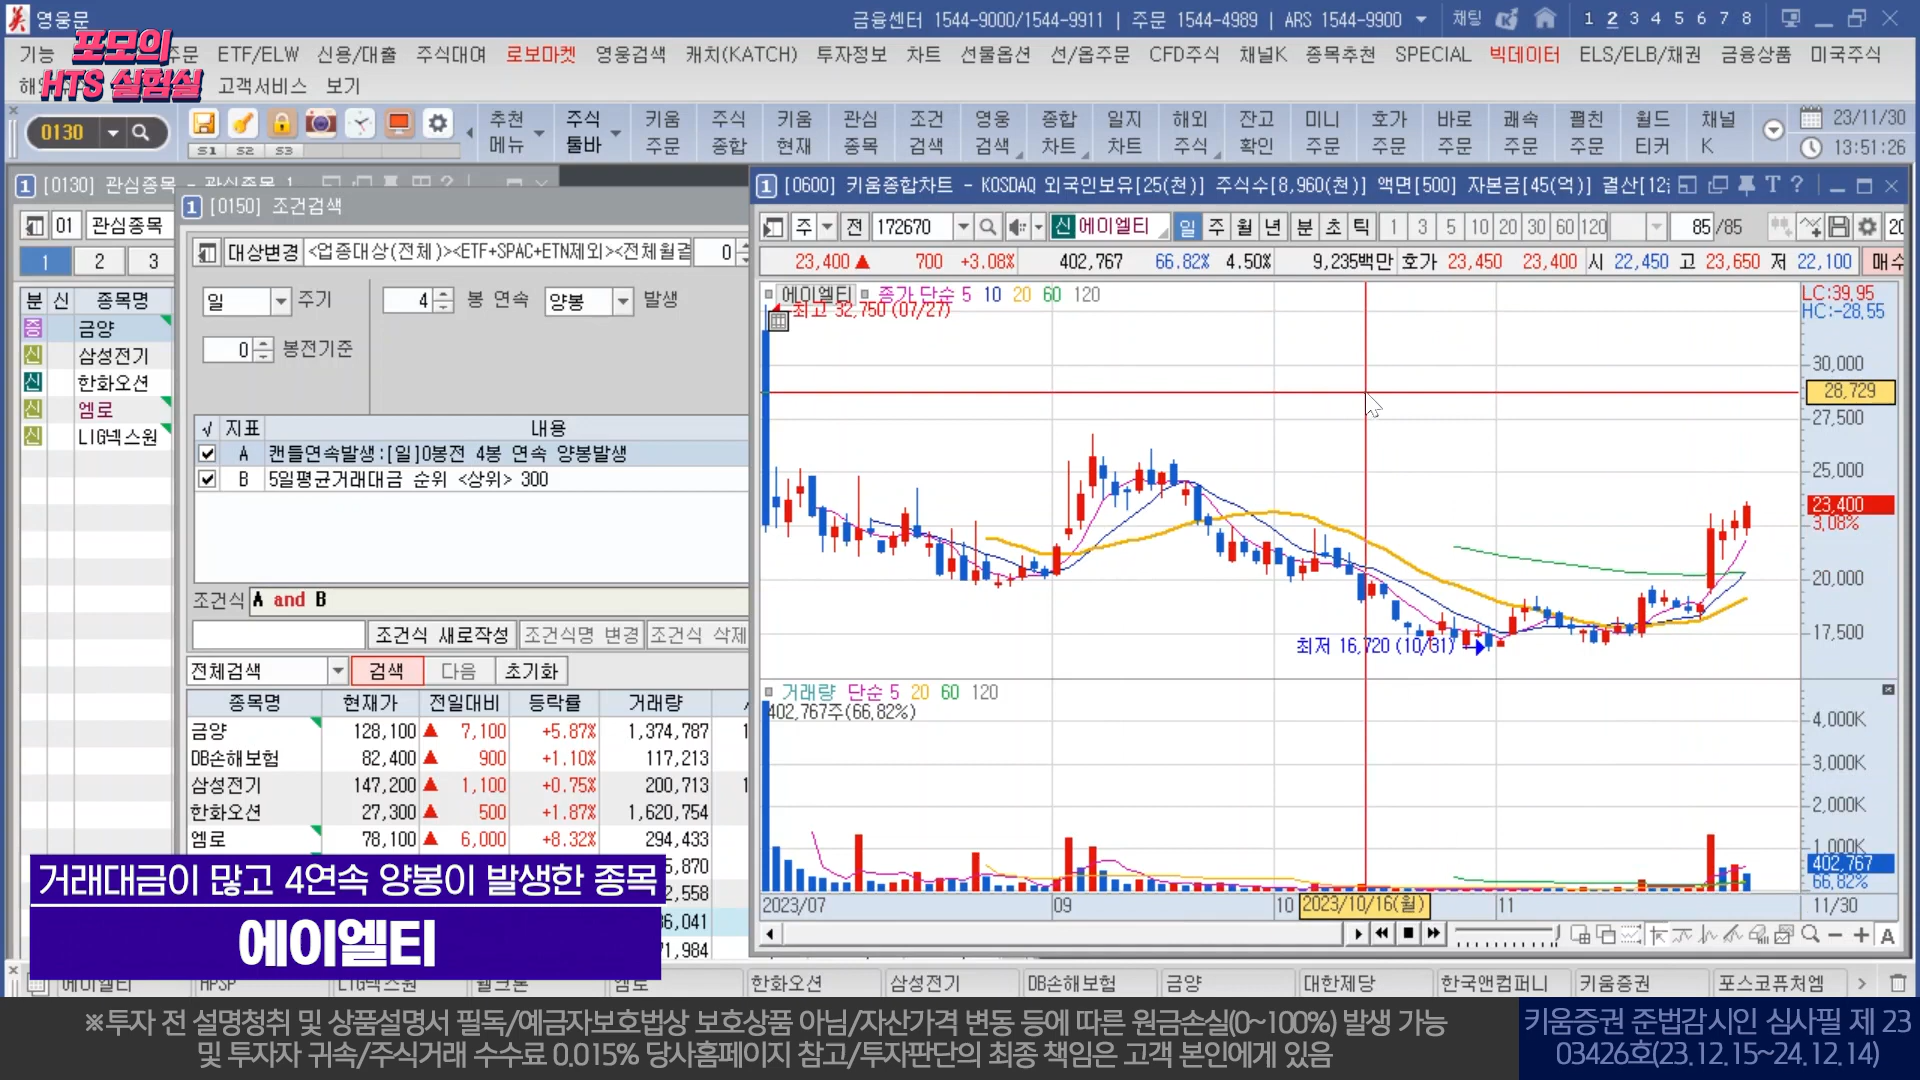 영웅문
금융센터 1544-9000/1544-9911 | 주문 1544-4989 | ARS 1544-9900
채팅
1 2 3 4 5 6 7 8
포모의
HTS 실험실
기능
주문 ETF/ELW 신용/대출 주식대여 로보마켓 영웅검색 캐치(KATCH) 투자정보 차트 선물옵션 선/옵주문 CFD주식 채널K 종목추천 SPECIAL 빅데이터 ELS/ELB/채권 금융상품 미국주식
고객서비스 보기
0130
S1 S2 S3
추천 메뉴
주식 툴바
키움 주문
주식 종합
키움 현재
관심 종목
조건 검색
영웅 검색
종합 차트
일지 차트
해외 주식
잔고 확인
미니 주문
호가 주문
바로 주문
쾌속 주문
펼친 주문
월드 티커
채널 K
23/11/30
13:51:26
1 [0130] 관심종목 - 관심종목 1
01 관심종목
1 2 3
분 신 종목명
증 금양
신 삼성전기
신 한화오션
신 엠로
신 LIG넥스원
1 [0150] 조건검색
대상변경 <업종대상(전체)><ETF+SPAC+ETN제외><전체월결 0
일 주기 4 봉 연속 양봉 발생
0 봉전기준
√ 지표 내용
A 캔들연속발생:[일]0봉전 4봉 연속 양봉발생
B 5일평균거래대금 순위 <상위> 300
조건식 A and B
조건식 새로작성 조건식명 변경 조건식 삭제
전체검색 검색 다음 초기화
종목명 현재가 전일대비 등락률 거래량
금양 128,100 ▲ 7,100 +5.87% 1,374,787
DB손해보험 82,400 ▲ 900 +1.10% 117,213
삼성전기 147,200 ▲ 1,100 +0.75% 200,713
한화오션 27,300 ▲ 500 +1.87% 1,620,754
엠로 78,100 ▲ 6,000 +8.32% 294,433
5,870
2,558
6,041
1,984
1 [0600] 키움종합차트 - KOSDAQ 외국인보유[25(천)] 주식수[8,960(천)] 액면[500] 자본금[45(억)] 결산[12
주 전 172670 신 에이엘티 일 주 월 년 분 초 틱 1 3 5 10 20 30 60 120 85 /85 20
23,400 ▲ 700 +3.08% 402,767 66.82% 4.50% 9,235백만 호가 23,450 23,400 시 22,450 고 23,650 저 22,100 매수
에이엘티 종가 단순 5 10 20 60 120
최고 32,750 (07/27)
LC:39.95
HC:-28.55
30,000
28,729
27,500
25,000
23,400
3.08%
20,000
17,500
최저 16,720 (10/31)
거래량 단순 5 20 60 120
402,767주(66.82%)
4,000K
3,000K
2,000K
1,000K
402,767
66.82%
2023/07 09 10 2023/10/16(월) 11 11/30
A
거래대금이 많고 4연속 양봉이 발생한 종목
에이엘티
에이엘티 HPSP LIG넥스원 월크론 엠로 한화오션 삼성전기 DB손해보험 금양 대한제당 한국앤컴퍼니 키움증권 포스코퓨처엠
※투자 전 설명청취 및 상품설명서 필독/예금자보호법상 보호상품 아님/자산가격 변동 등에 따른 원금손실(0~100%) 발생 가능
및 투자자 귀속/주식거래 수수료 0.015% 당사홈페이지 참고/투자판단의 최종 책임은 고객 본인에게 있음
키움증권 준법감시인 심사필 제 23
03426호(23.12.15~24.12.14)